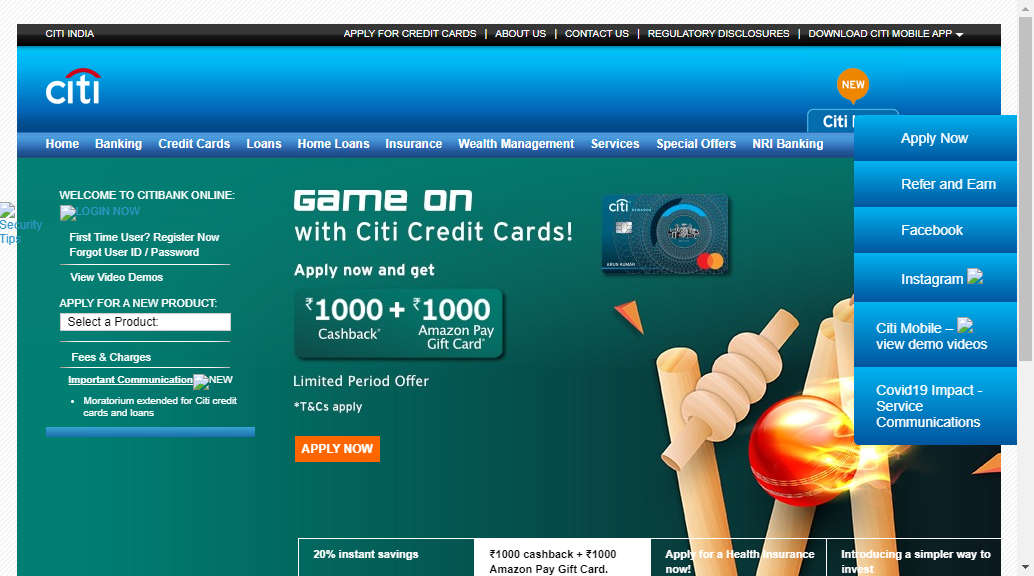 CITI INDIA
APPLY FOR CREDIT CARDS | ABOUT US | CONTACT US | REGULATORY DISCLOSURES | DOWNLOAD CITI MOBILE APP
citi
NEW
Citi
Home Banking Credit Cards Loans Home Loans Insurance Wealth Management Services Special Offers NRI Banking
Apply Now
Refer and Earn
Facebook
Instagram
Citi Mobile –
view demo videos
Covid19 Impact -
Service
Communications
Security
Tips
WELCOME TO CITIBANK ONLINE:
LOGIN NOW
First Time User? Register Now
Forgot User ID / Password
View Video Demos
APPLY FOR A NEW PRODUCT:
Select a Product:
Fees & Charges
Important Communication NEW
• Moratorium extended for Citi credit
cards and loans
GAME ON
with Citi Credit Cards!
Apply now and get
₹1000 + ₹1000
Cashback* Amazon Pay
Gift Card*
Limited Period Offer
*T&Cs apply
APPLY NOW
citi REWARDS
ARUN KUMAR
20% instant savings
₹1000 cashback + ₹1000
Amazon Pay Gift Card.
Apply for a Health Insurance
now!
Introducing a simpler way to
invest